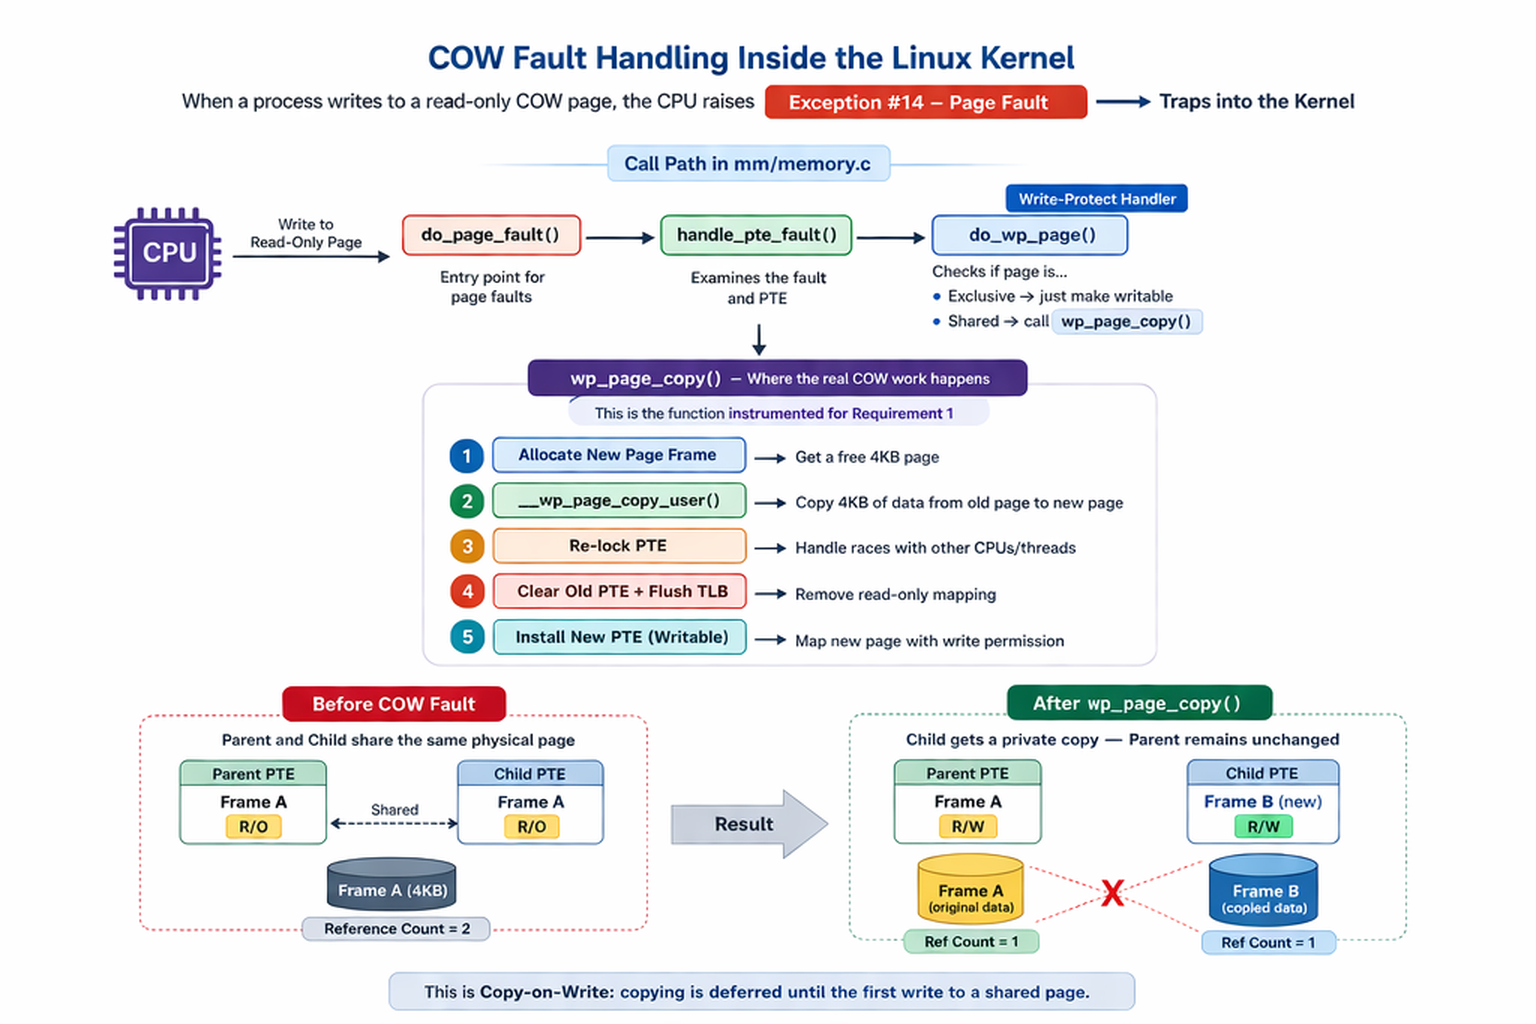 COW Fault Handling Inside the Linux Kernel
When a process writes to a read-only COW page, the CPU raises Exception #14 – Page Fault Traps into the Kernel
Call Path in mm/memory.c
Write-Protect Handler
CPU
Write to
Read-Only Page
do_page_fault()
handle_pte_fault()
do_wp_page()
Entry point for
page faults
Examines the fault
and PTE
Checks if page is...
• Exclusive → just make writable
• Shared → call wp_page_copy()
wp_page_copy() – Where the real COW work happens
This is the function instrumented for Requirement 1
1 Allocate New Page Frame Get a free 4KB page
2 __wp_page_copy_user() Copy 4KB of data from old page to new page
3 Re-lock PTE Handle races with other CPUs/threads
4 Clear Old PTE + Flush TLB Remove read-only mapping
5 Install New PTE (Writable) Map new page with write permission
Before COW Fault
Parent and Child share the same physical page
Parent PTE
Frame A
R/O
Shared
Child PTE
Frame A
R/O
Frame A (4KB)
Reference Count = 2
Result
After wp_page_copy()
Child gets a private copy — Parent remains unchanged
Parent PTE
Frame A
R/W
Child PTE
Frame B (new)
R/W
Frame A
(original data)
X
Frame B
(copied data)
Ref Count = 1
Ref Count = 1
This is Copy-on-Write: copying is deferred until the first write to a shared page.